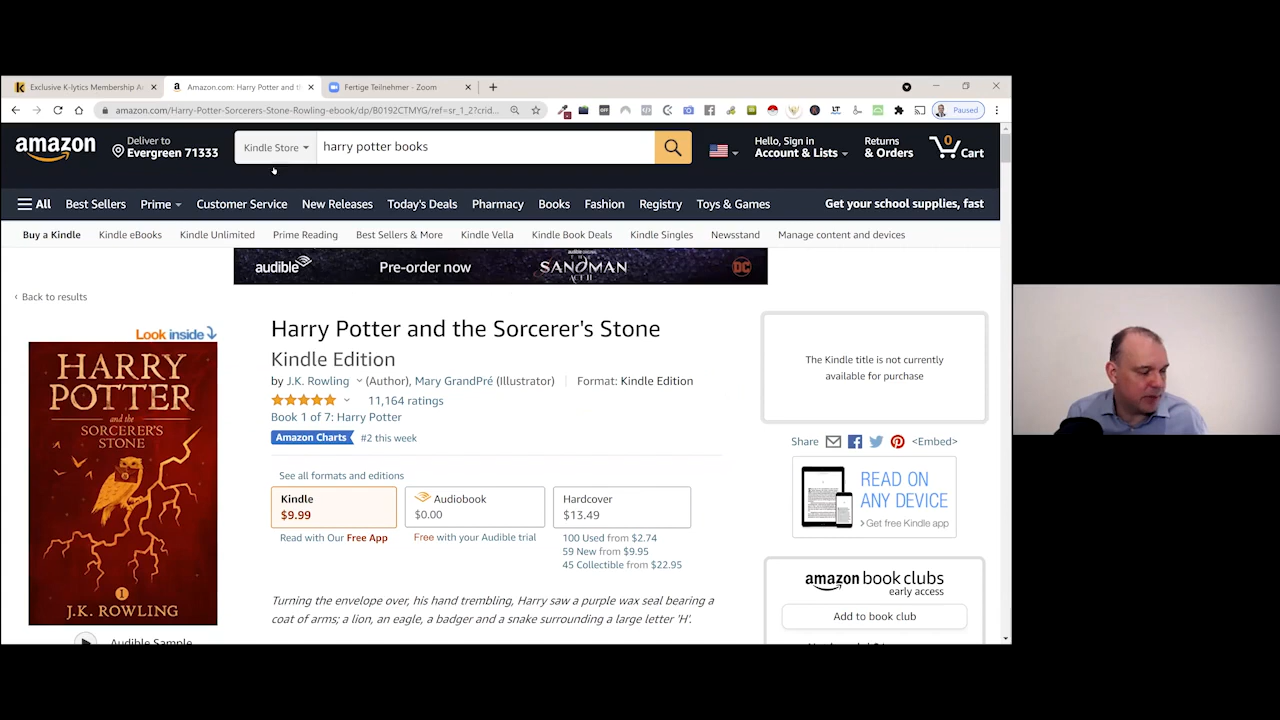 Exclusive K-lytics Membership A
Amazon.com: Harry Potter and th
Fertige Teilnehmer - Zoom
amazon.com/Harry-Potter-Sorcerers-Stone-Rowling-ebook/dp/B0192CTMYG/ref=sr_1_2?crid...
Paused
amazon
Deliver to
Evergreen 71333
Kindle Store
harry potter books
Hello, Sign in
Account & Lists
Returns
& Orders
0
Cart
All
Best Sellers
Prime
Customer Service
New Releases
Today's Deals
Pharmacy
Books
Fashion
Registry
Toys & Games
Get your school supplies, fast
Buy a Kindle
Kindle eBooks
Kindle Unlimited
Prime Reading
Best Sellers & More
Kindle Vella
Kindle Book Deals
Kindle Singles
Newsstand
Manage content and devices
audible
Pre-order now
THE
SANDMAN
ACT II
DC
‹ Back to results
Look inside
HARRY
POTTER
and the
SORCERER'S
STONE
1
J.K. ROWLING
Audible Sample
Harry Potter and the Sorcerer's Stone
Kindle Edition
by J.K. Rowling (Author), Mary GrandPré (Illustrator) | Format: Kindle Edition
11,164 ratings
Book 1 of 7: Harry Potter
Amazon Charts #2 this week
See all formats and editions
Kindle
$9.99
Read with Our Free App
Audiobook
$0.00
Free with your Audible trial
Hardcover
$13.49
100 Used from $2.74
59 New from $9.95
45 Collectible from $22.95
Turning the envelope over, his hand trembling, Harry saw a purple wax seal bearing a
coat of arms; a lion, an eagle, a badger and a snake surrounding a large letter 'H'.
The Kindle title is not currently
available for purchase
Share
<Embed>
READ ON
ANY DEVICE
› Get free Kindle app
amazon book clubs
early access
Add to book club